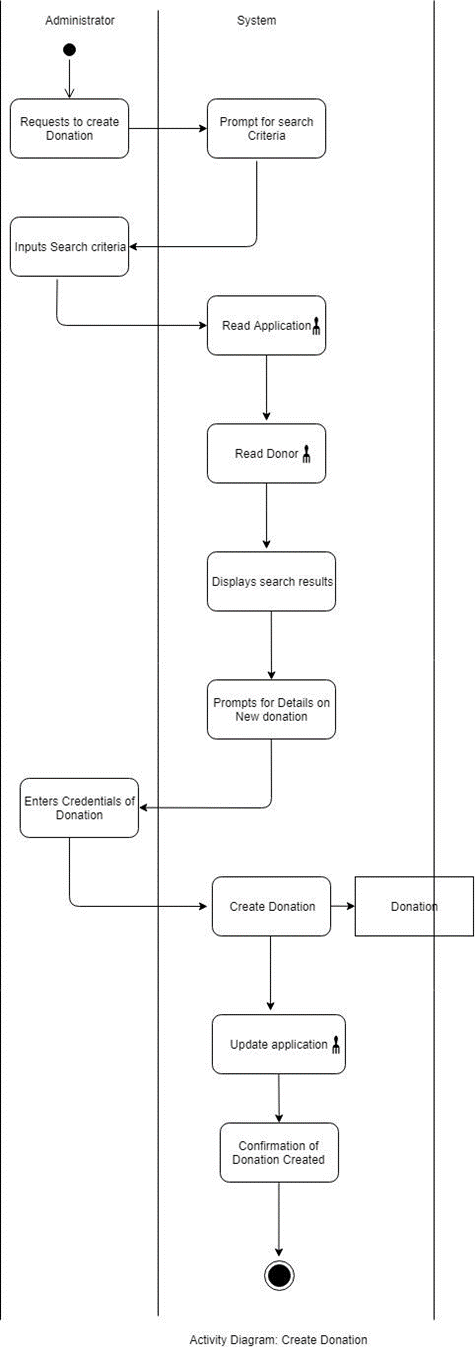 Administrator
System
Requests to create
Donation
Prompt for search
Criteria
Inputs Search criteria
Read Application
Read Donor
Displays search results
Prompts for Details on
New donation
Enters Credentials of
Donation
Create Donation
Donation
Update application
Confirmation of
Donation Created
Activity Diagram: Create Donation